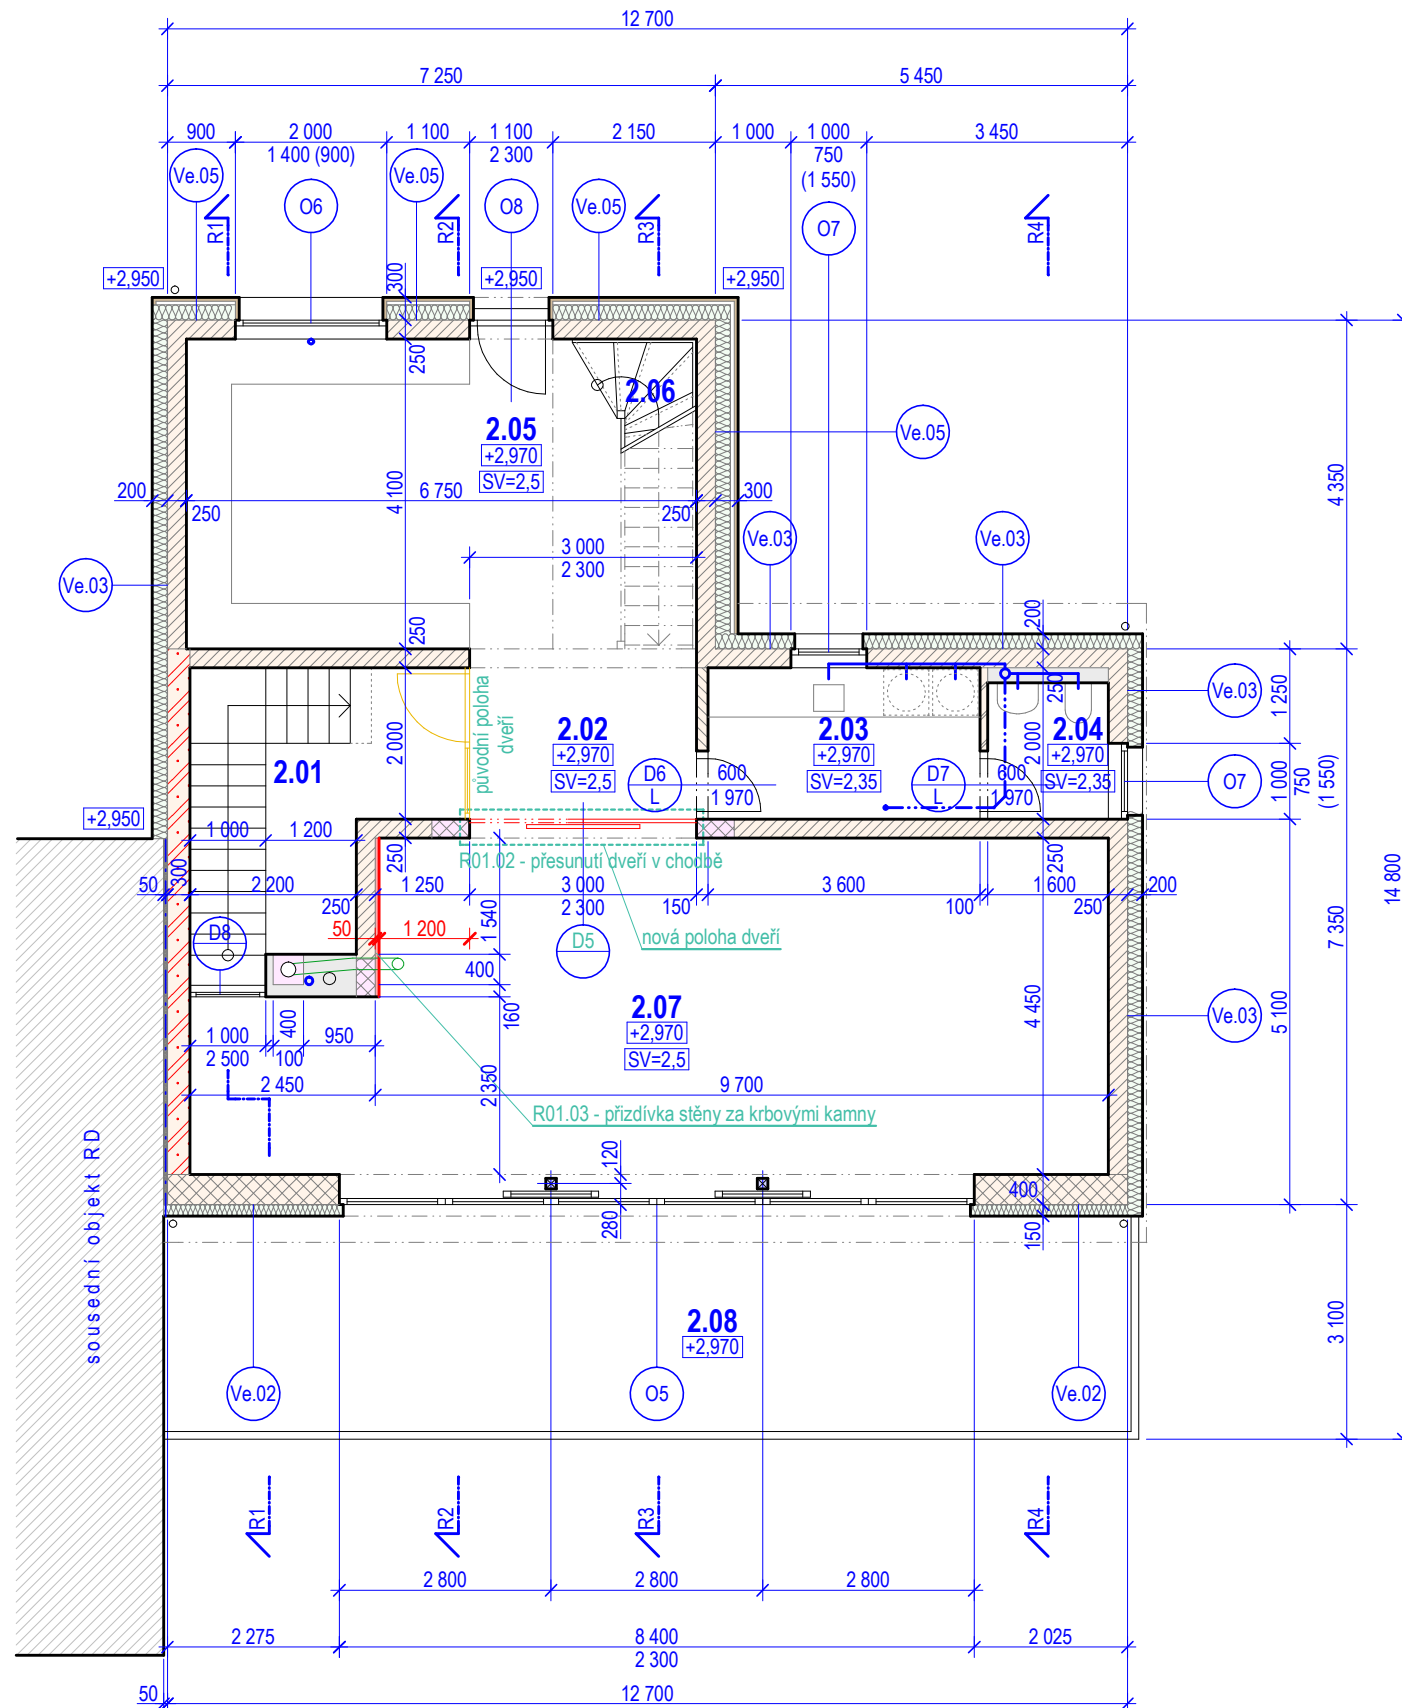 12 700
7 250
5 450
900
2 000
1 100
1 100
2 150
1 000
1 000
3 450
1 400 (900)
2 300
750
(1 550)
Ve.05
O6
Ve.05
O8
Ve.05
O7
R1
R2
R3
R4
+2,950
300
+2,950
+2,950
250
2.06
2.05
+2,970
SV=2,5
Ve.05
4 350
200
250
4 100
6 750
250
300
Ve.03
Ve.03
3 000
2 300
Ve.03
250
200
původní poloha
dveří
2 000
2.02
+2,970
SV=2,5
2.03
+2,970
SV=2,35
250
2 000
2.04
+2,970
SV=2,35
Ve.03
1 250
2.01
D6
L
600
1 970
D7
L
600
1 970
O7
1 000
750
(1 550)
+2,950
1 000
1 200
250
R01.02 - přesunutí dveří v chodbě
250
50
300
2 200
250
1 250
3 000
2 300
150
3 600
100
1 600
250
200
14 800
7 350
50
1 200
1 540
D5
nová poloha dveří
D8
400
2.07
+2,970
SV=2,5
4 450
Ve.03
5 100
1 000
2 500
400
100
950
160
2 450
2 350
9 700
R01.03 - přizdívka stěny za krbovými kamny
120
280
400
150
sousední objekt RD
2.08
+2,970
3 100
Ve.02
O5
Ve.02
R1
R2
R3
R4
2 800
2 800
2 800
2 275
8 400
2 300
2 025
50
12 700